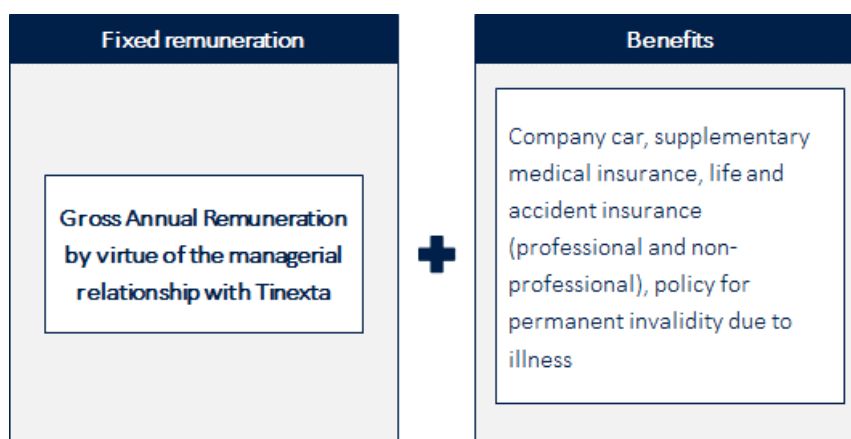 Fixed remuneration
Gross Annual Remuneration
by virtue of the managerial
relationship with Tinexta
Benefits
Company car, supplementary
medical insurance, life and
accident insurance
(professional and non-
professional), policy for
permanent invalidity due to
illness